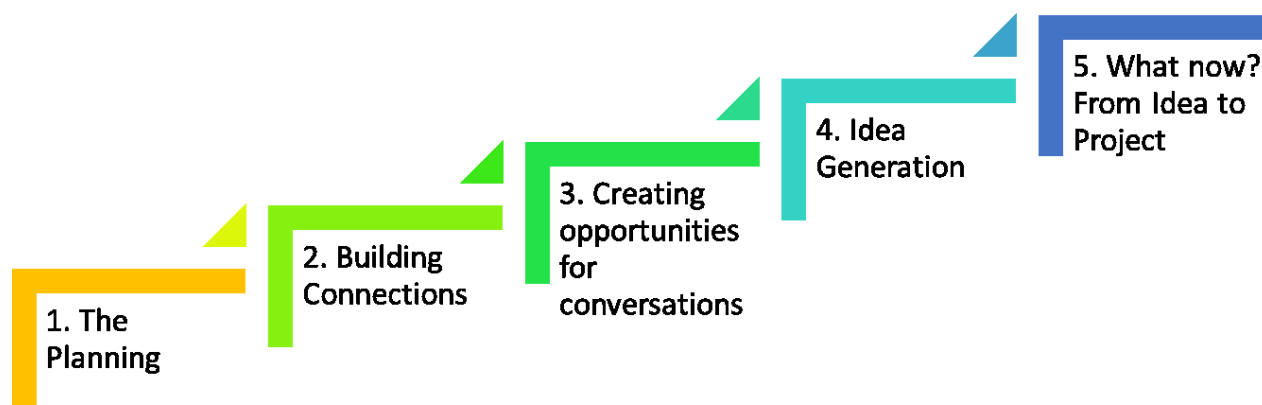 1. The
Planning
2. Building
Connections
3. Creating
opportunities
for
conversations
4. Idea
Generation
5. What now?
From Idea to
Project